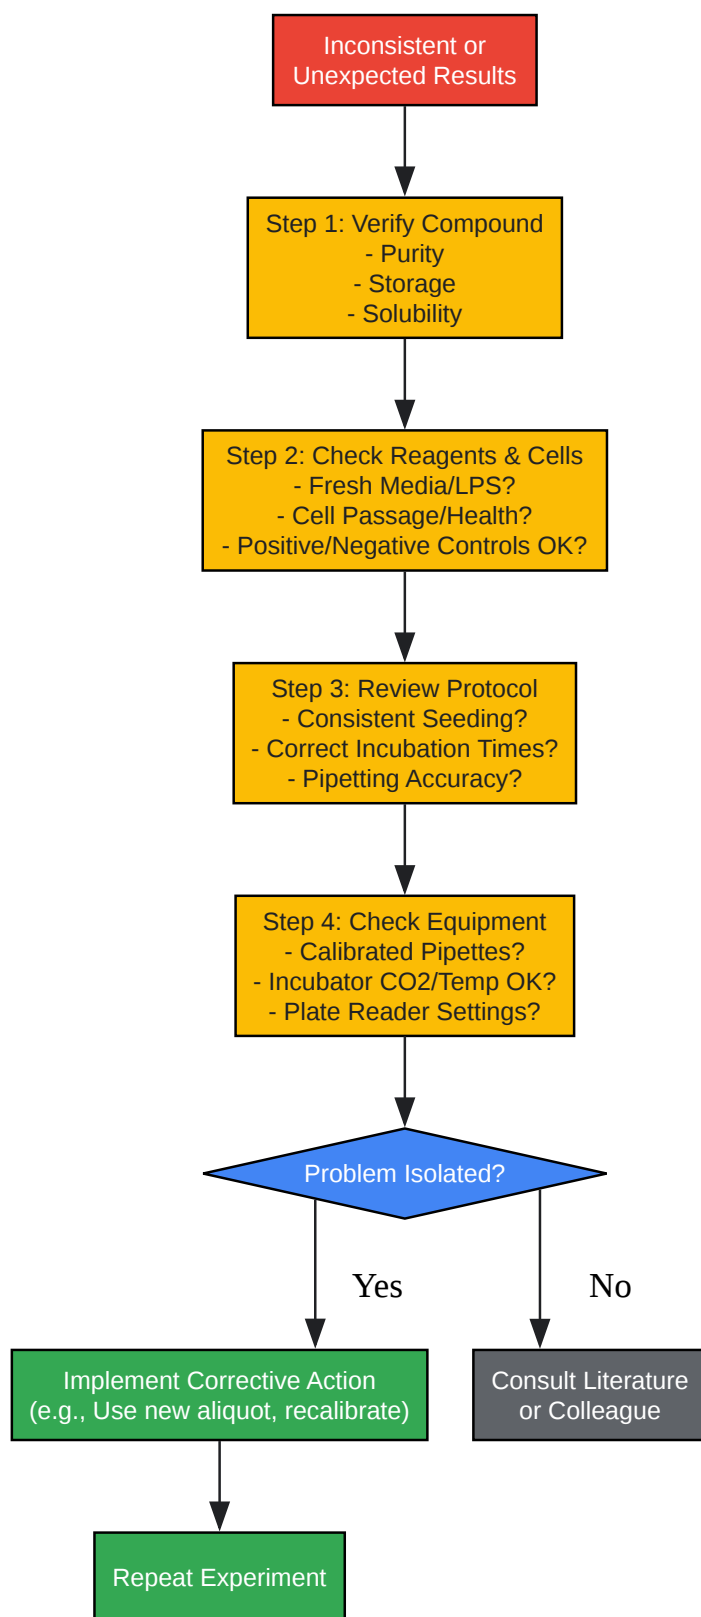 Inconsistent or
Unexpected Results
Step 1: Verify Compound
- Purity
- Storage
- Solubility
Step 2: Check Reagents & Cells
- Fresh Media/LPS?
- Cell Passage/Health?
- Positive/Negative Controls OK?
Step 3: Review Protocol
- Consistent Seeding?
- Correct Incubation Times?
- Pipetting Accuracy?
Step 4: Check Equipment
- Calibrated Pipettes?
- Incubator CO2/Temp OK?
- Plate Reader Settings?
Problem Isolated?
Yes
No
Implement Corrective Action
(e.g., Use new aliquot, recalibrate)
Consult Literature
or Colleague
Repeat Experiment